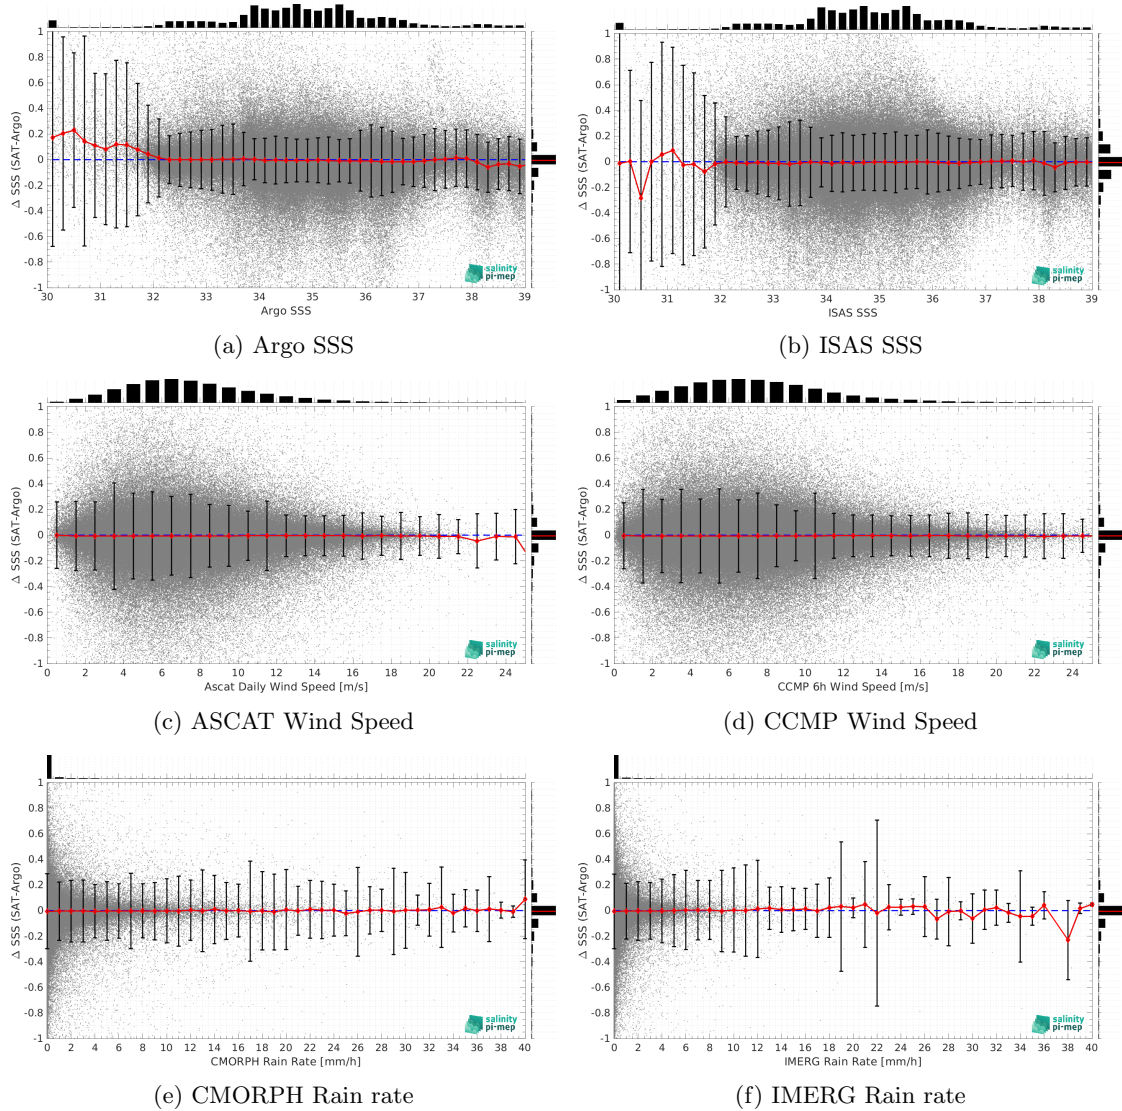 1
0.8
0.6
0.4
0.2
0
-0.2
-0.4
-0.6
-0.8
-1
Δ SSS (SAT-Argo)
30 31 32 33 34 35 36 37 38 39
Argo SSS
salinity
pi-mep
(a) Argo SSS
1
0.8
0.6
0.4
0.2
0
-0.2
-0.4
-0.6
-0.8
-1
Δ SSS (SAT-Argo)
30 31 32 33 34 35 36 37 38 39
ISAS SSS
salinity
pi-mep
(b) ISAS SSS
1
0.8
0.6
0.4
0.2
0
-0.2
-0.4
-0.6
-0.8
-1
Δ SSS (SAT-Argo)
0 2 4 6 8 10 12 14 16 18 20 22 24
Ascat Daily Wind Speed [m/s]
salinity
pi-mep
(c) ASCAT Wind Speed
1
0.8
0.6
0.4
0.2
0
-0.2
-0.4
-0.6
-0.8
-1
Δ SSS (SAT-Argo)
0 2 4 6 8 10 12 14 16 18 20 22 24
CCMP 6h Wind Speed [m/s]
salinity
pi-mep
(d) CCMP Wind Speed
1
0.8
0.6
0.4
0.2
0
-0.2
-0.4
-0.6
-0.8
-1
Δ SSS (SAT-Argo)
0 2 4 6 8 10 12 14 16 18 20 22 24 26 28 30 32 34 36 38 40
CMORPH Rain Rate [mm/h]
salinity
pi-mep
(e) CMORPH Rain rate
1
0.8
0.6
0.4
0.2
0
-0.2
-0.4
-0.6
-0.8
-1
Δ SSS (SAT-Argo)
0 2 4 6 8 10 12 14 16 18 20 22 24 26 28 30 32 34 36 38 40
IMERG Rain Rate [mm/h]
salinity
pi-mep
(f) IMERG Rain rate